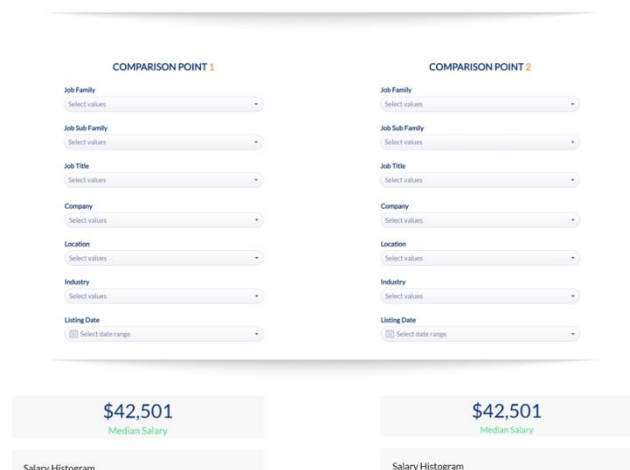 COMPARISON POINT 1
Job Family
Select values
Job Sub Family
Select values
Job Title
Select values
Company
Select values
Location
Select values
Industry
Select values
Listing Date
Select date range
COMPARISON POINT 2
Job Family
Select values
Job Sub Family
Select values
Job Title
Select values
Company
Select values
Location
Select values
Industry
Select values
Listing Date
Select date range
$42,501
Median Salary
Salary Histogram
$42,501
Median Salary
Salary Histogram